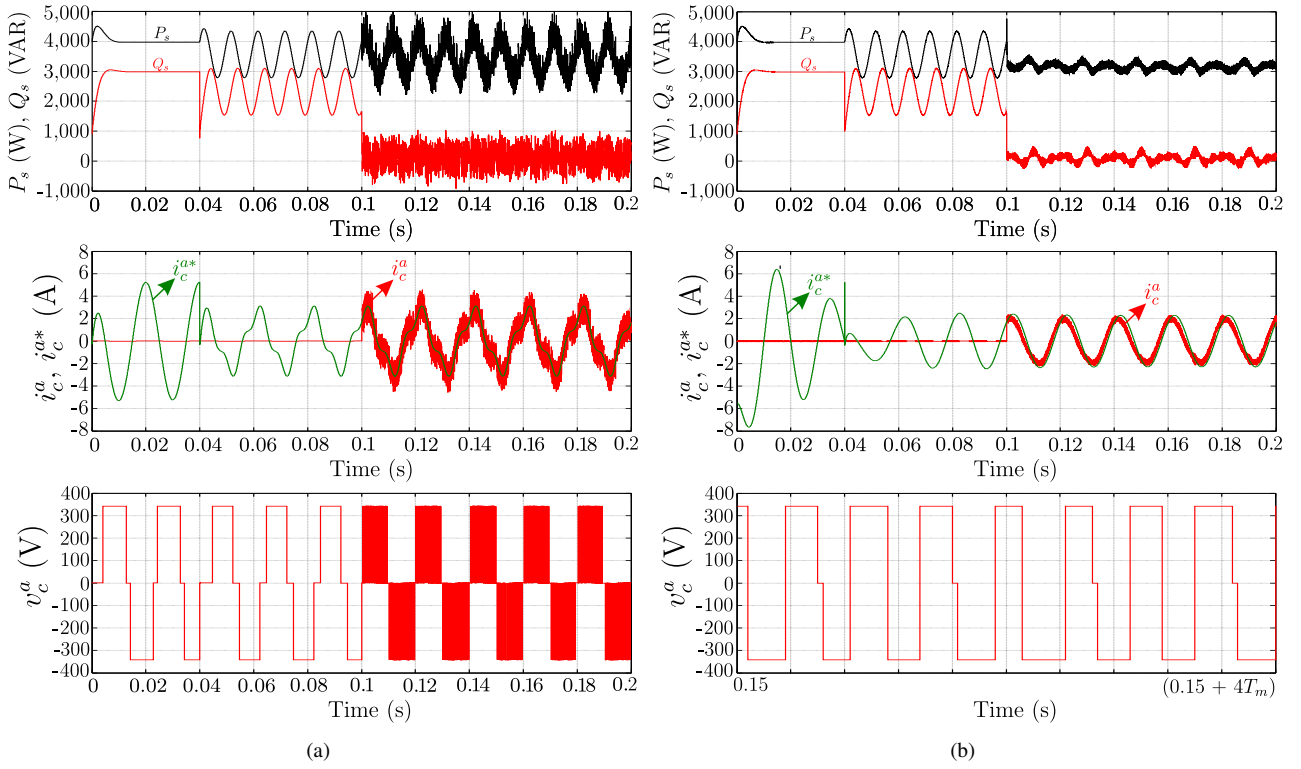 5,000
4,000
3,000
2,000
1,000
0
-1,000
P_s (W), Q_s (VAR)
P_s
Q_s
0 0.02 0.04 0.06 0.08 0.1 0.12 0.14 0.16 0.18 0.2
Time (s)
5,000
4,000
3,000
2,000
1,000
0
-1,000
P_s (W), Q_s (VAR)
P_s
Q_s
0 0.02 0.04 0.06 0.08 0.1 0.12 0.14 0.16 0.18 0.2
Time (s)
8
6
4
2
0
-2
-4
-6
-8
i_c^a, i_c^{a*} (A)
i_c^{a*}
i_c^a
0 0.02 0.04 0.06 0.08 0.1 0.12 0.14 0.16 0.18 0.2
Time (s)
8
6
4
2
0
-2
-4
-6
-8
i_c^a, i_c^{a*} (A)
i_c^{a*}
i_c^a
0 0.02 0.04 0.06 0.08 0.1 0.12 0.14 0.16 0.18 0.2
Time (s)
400
300
200
100
0
-100
-200
-300
-400
v_c^a (V)
0 0.02 0.04 0.06 0.08 0.1 0.12 0.14 0.16 0.18 0.2
Time (s)
400
300
200
100
0
-100
-200
-300
-400
v_c^a (V)
0.15 (0.15 + 4T_m)
Time (s)
(a)
(b)